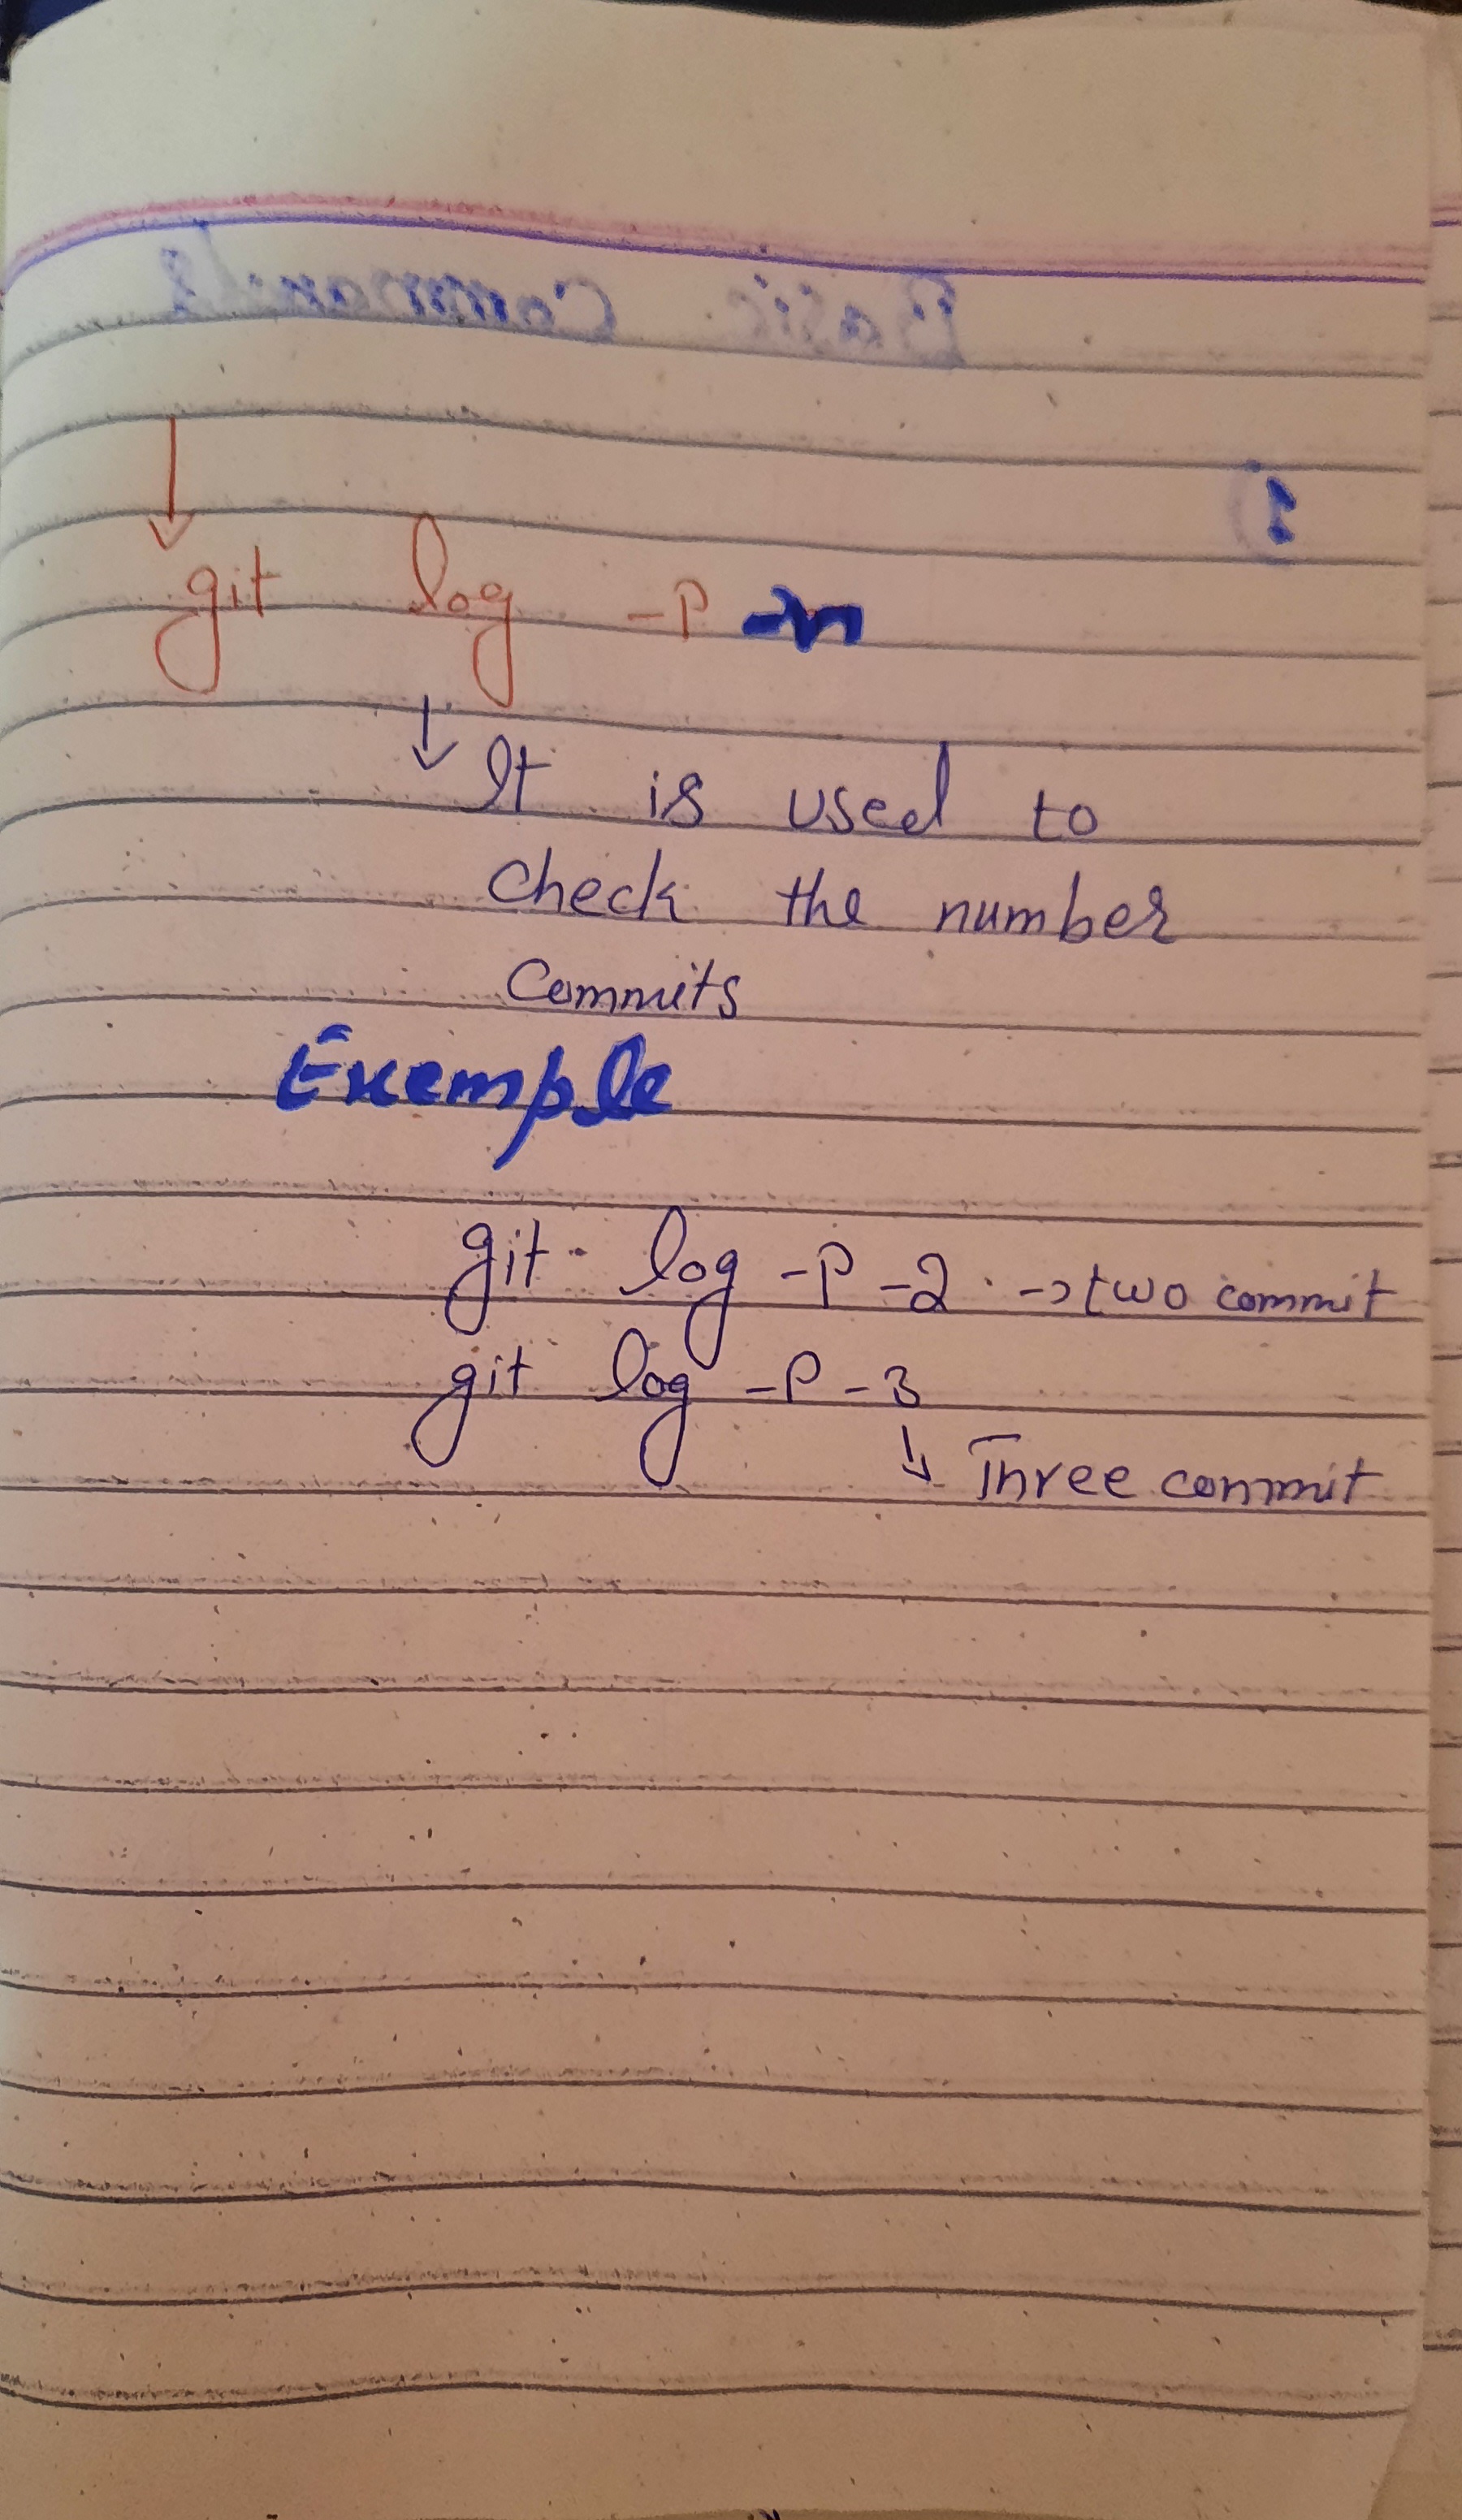 Basic Commands
1)
git log -p -n
It is used to
check the number
commits
Exemple
git log -p -2 -> two commit
git log -p -3
Three commit